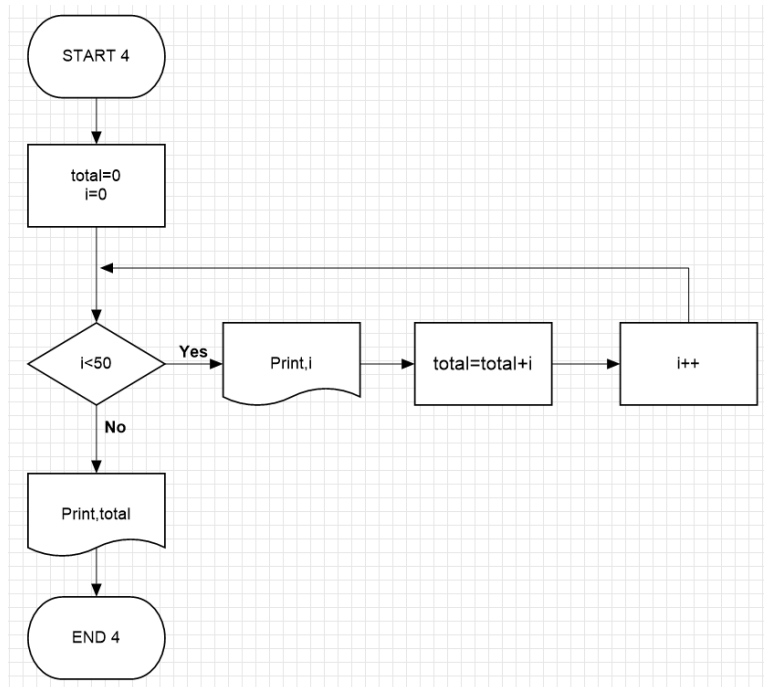 START 4
total=0
i=0
i<50
Yes
Print,i
total=total+i
i++
No
Print,total
END 4